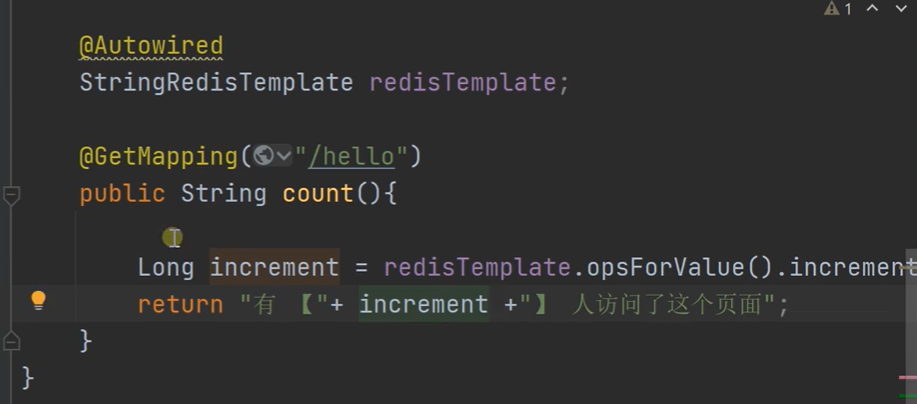 1
@Autowired
StringRedisTemplate redisTemplate;
@GetMapping("/hello")
public String count(){
Long increment = redisTemplate.opsForValue().increment
return "有 【"+ increment +"】 人访问了这个页面";
}
}